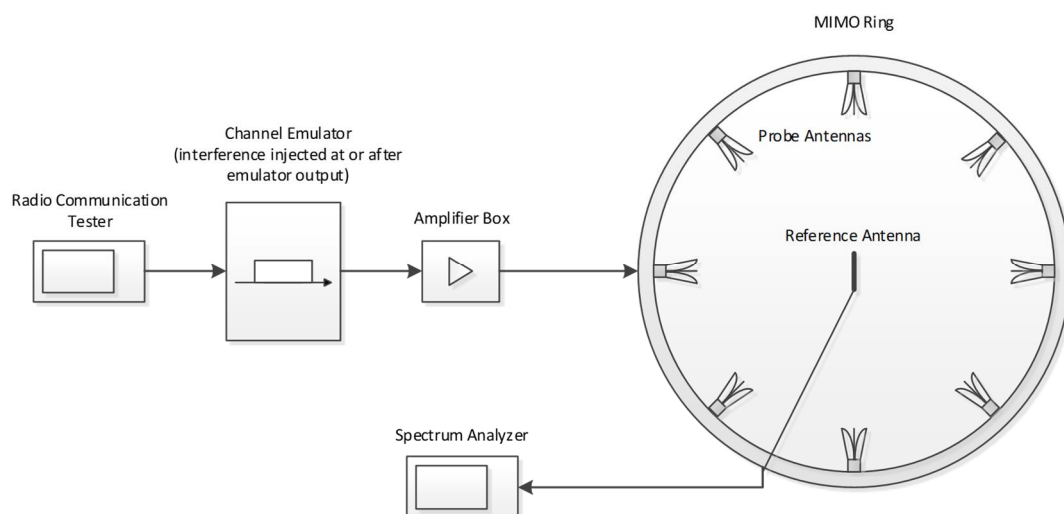 MIMO Ring
Channel Emulator
(interference injected at or after
emulator output)
Probe Antennas
Radio Communication
Tester
Amplifier Box
Reference Antenna
Spectrum Analyzer